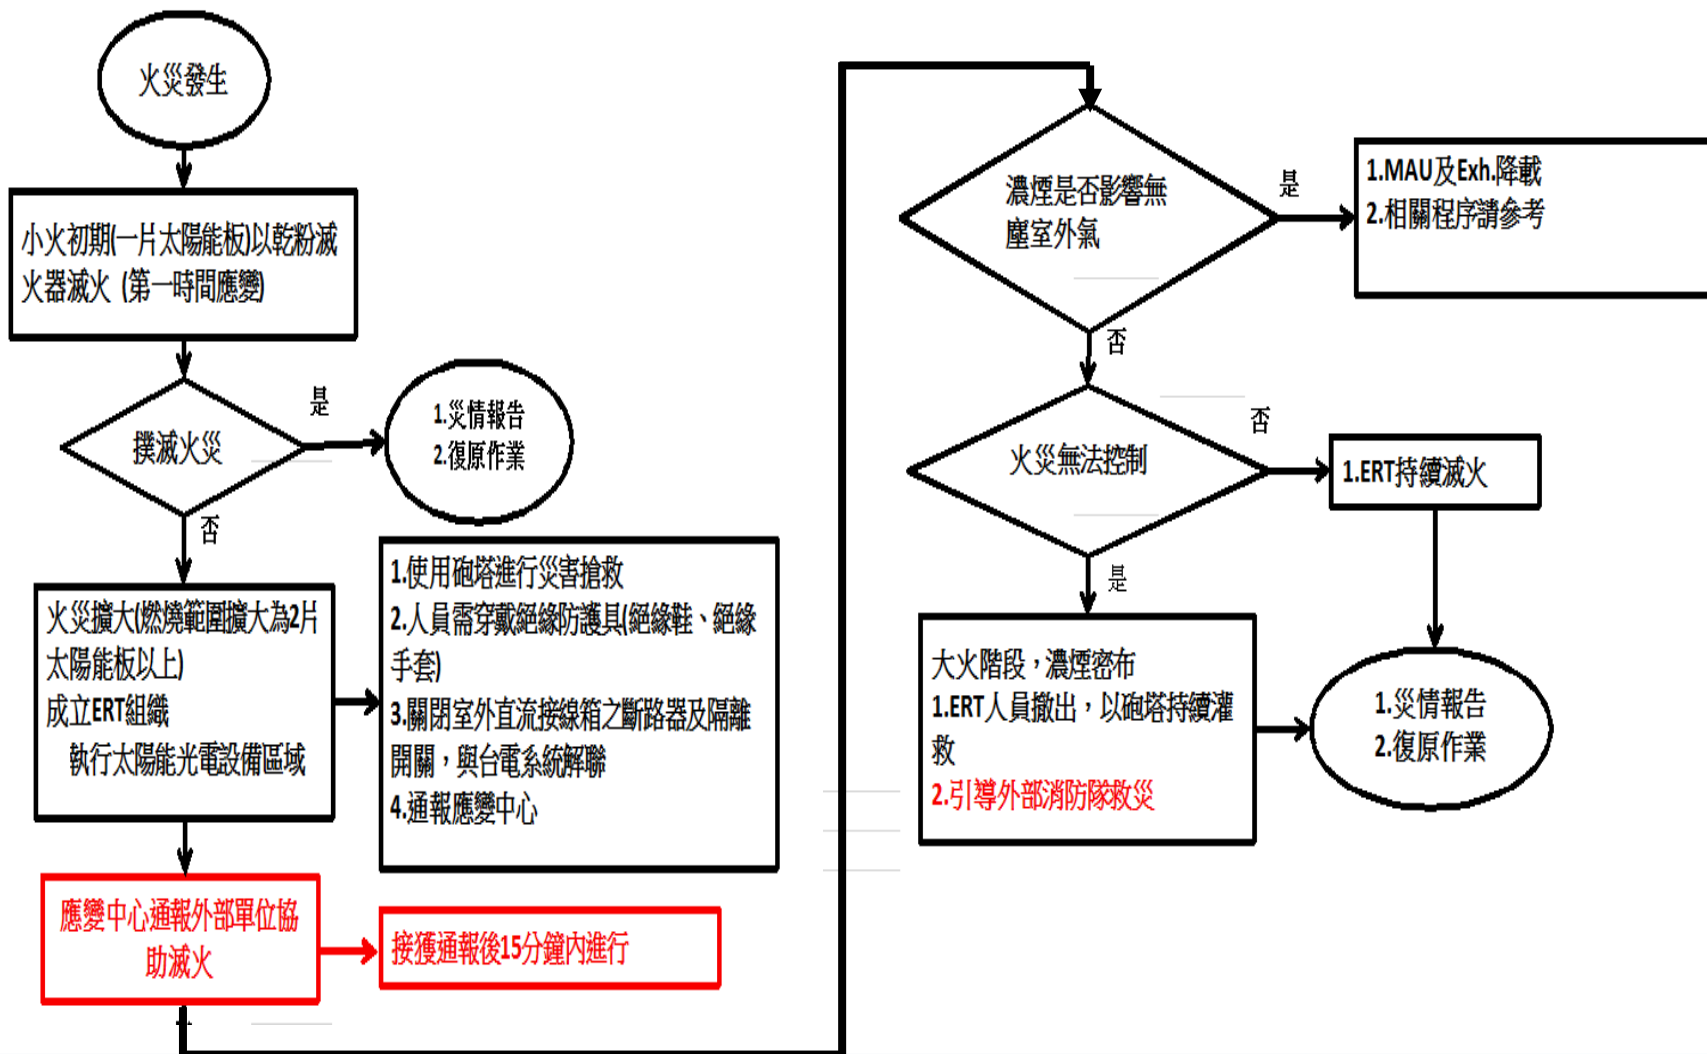 火災發生
小火初期(一片太陽能板)以乾粉滅
火器滅火 (第一時間應變)
撲滅火災
是
1.災情報告
2.復原作業
否
火災擴大(燃燒範圍擴大為2片
太陽能板以上)
成立ERT組織
執行太陽能光電設備區域
1.使用砲塔進行災害搶救
2.人員需穿戴絕緣防護具(絕緣鞋、絕緣
手套)
3.關閉室外直流接線箱之斷路器及隔離
開關，與台電系統解聯
4.通報應變中心
應變中心通報外部單位協
助滅火
接獲通報後15分鐘內進行
濃煙是否影響無
塵室外氣
是
1.MAU及Exh.降載
2.相關程序請參考
否
火災無法控制
否
1.ERT持續滅火
是
大火階段，濃煙密布
1.ERT人員撤出，以砲塔持續灌
救
2.引導外部消防隊救災
1.災情報告
2.復原作業